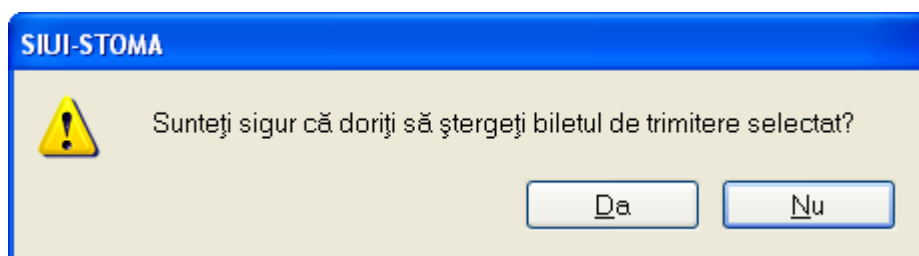 SIUI-STOMA
Sunteţi sigur că doriţi să ştergeţi biletul de trimitere selectat?
Da
Nu